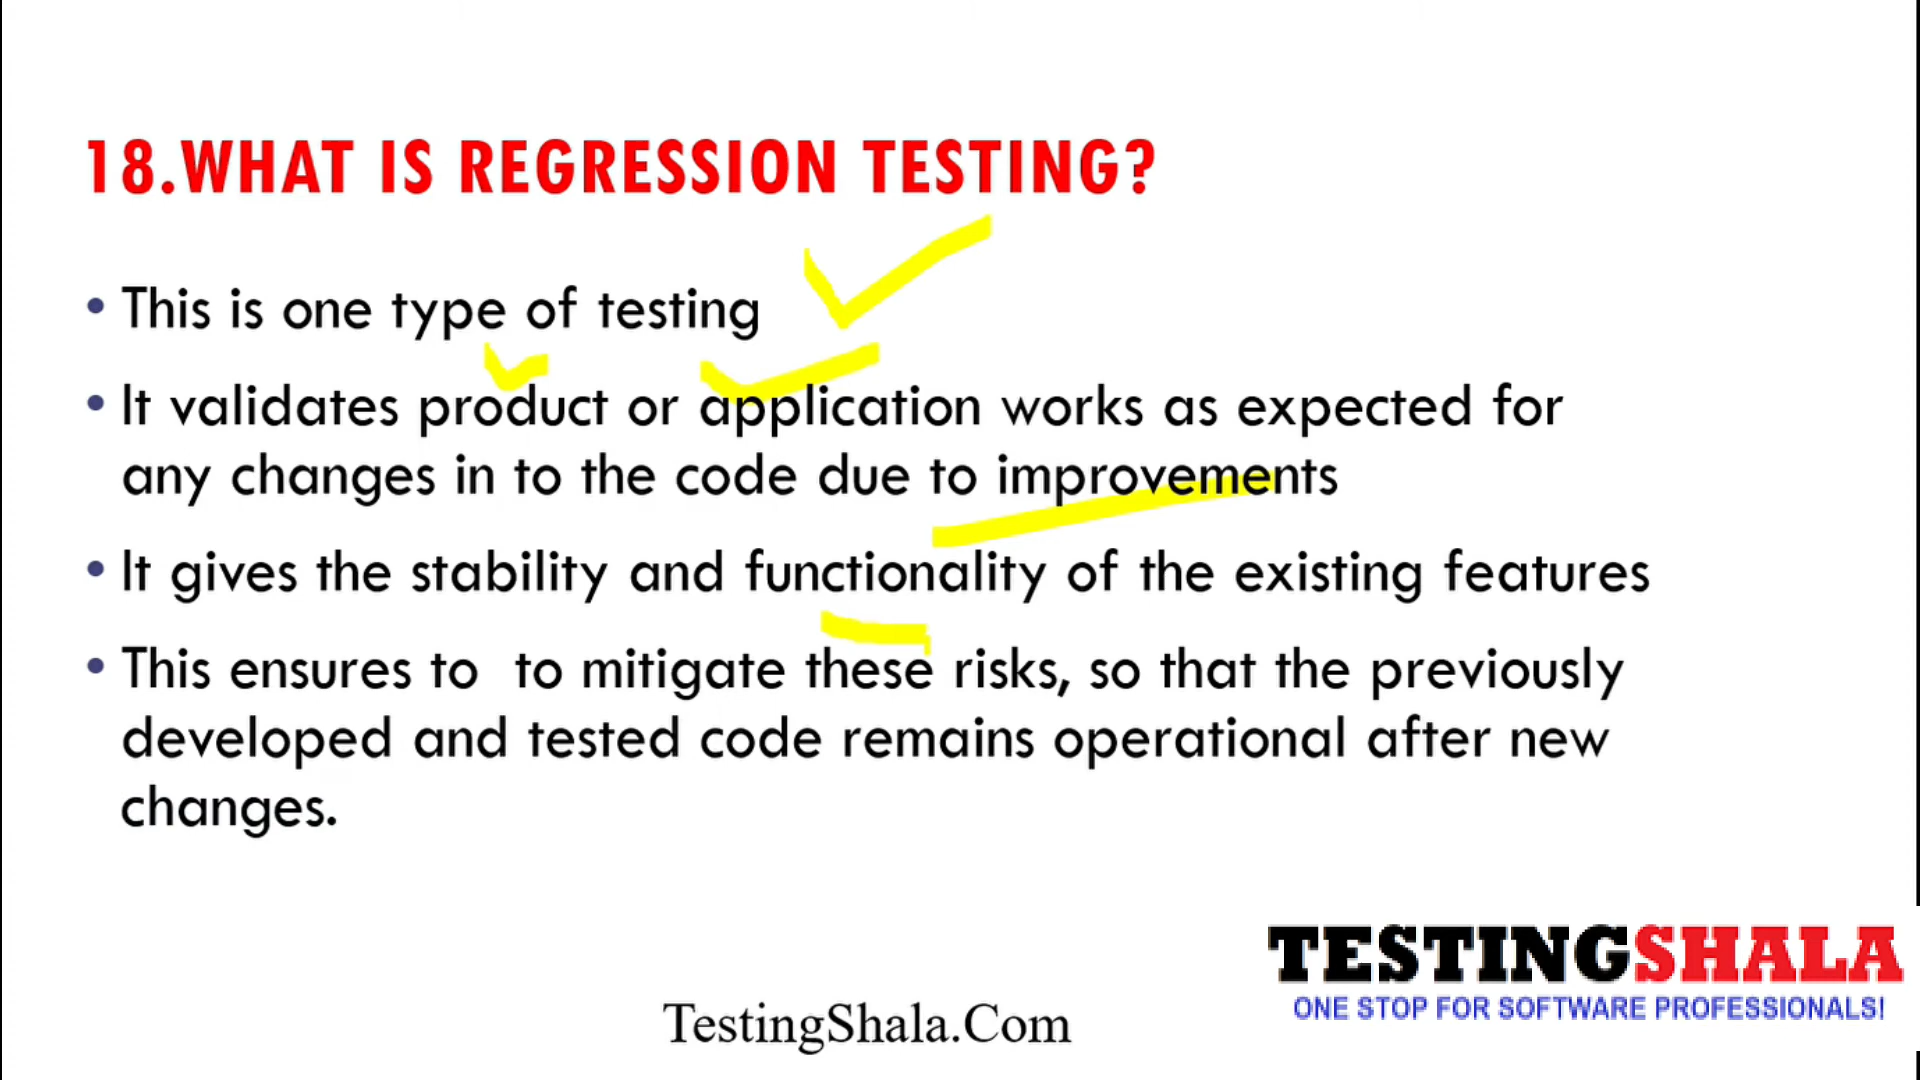 18.WHAT IS REGRESSION TESTING?
• This is one type of testing
• It validates product or application works as expected for
any changes in to the code due to improvements
• It gives the stability and functionality of the existing features
• This ensures to  to mitigate these risks, so that the previously
developed and tested code remains operational after new
changes.
TESTINGSHALA
ONE STOP FOR SOFTWARE PROFESSIONALS!
TestingShala.Com